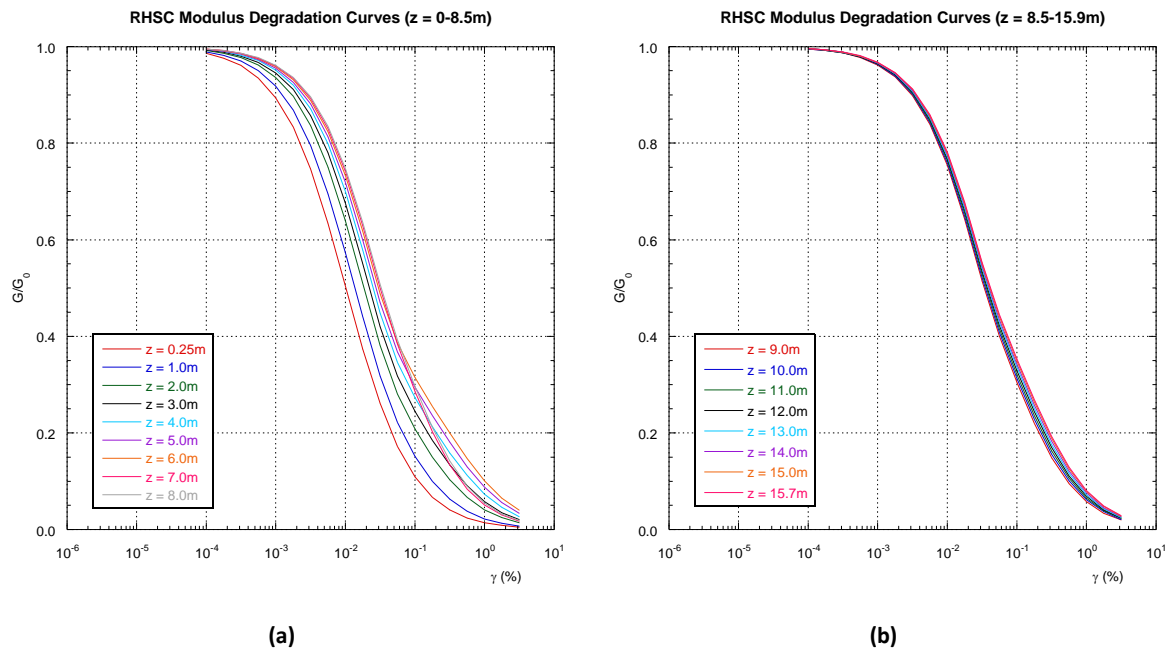 RHSC Modulus Degradation Curves (z = 0-8.5m)
1.0
0.8
0.6
0.4
0.2
0.0
G/G₀
z = 0.25m
z = 1.0m
z = 2.0m
z = 3.0m
z = 4.0m
z = 5.0m
z = 6.0m
z = 7.0m
z = 8.0m
10⁻⁶ 10⁻⁵ 10⁻⁴ 10⁻³ 10⁻² 10⁻¹ 10⁰ 10¹
γ (%)
(a)
RHSC Modulus Degradation Curves (z = 8.5-15.9m)
1.0
0.8
0.6
0.4
0.2
0.0
G/G₀
z = 9.0m
z = 10.0m
z = 11.0m
z = 12.0m
z = 13.0m
z = 14.0m
z = 15.0m
z = 15.7m
10⁻⁶ 10⁻⁵ 10⁻⁴ 10⁻³ 10⁻² 10⁻¹ 10⁰ 10¹
γ (%)
(b)